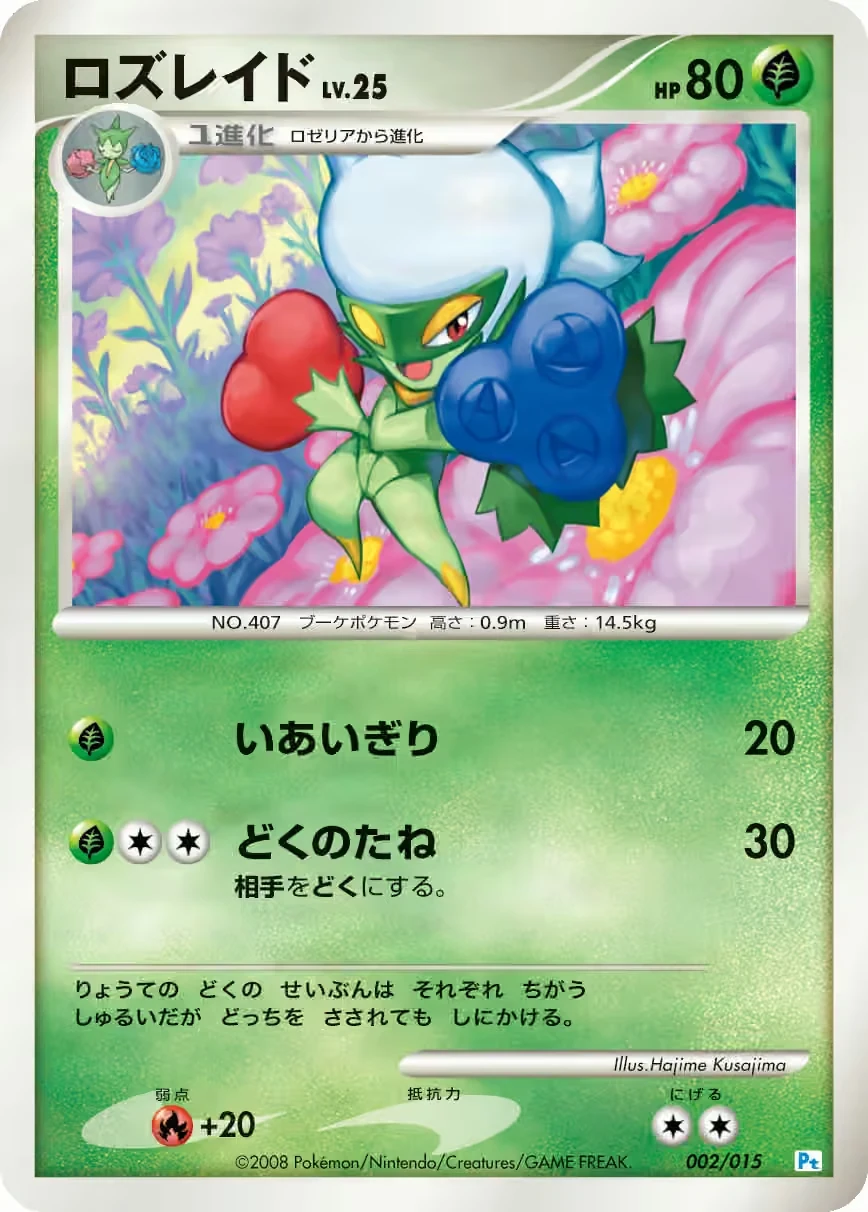 ロズレイド LV.25 HP 80
1進化 ロゼリアから進化
NO.407 ブーケポケモン 高さ：0.9m 重さ：14.5kg
いあいぎり 20
どくのたね 30
相手をどくにする。
りょうての どくの せいぶんは それぞれ ちがう
しゅるいだが どっちを さされても しにかける。
Illus.Hajime Kusajima
弱点 抵抗力 にげる
+20
©2008 Pokémon/Nintendo/Creatures/GAME FREAK. 002/015 Pt